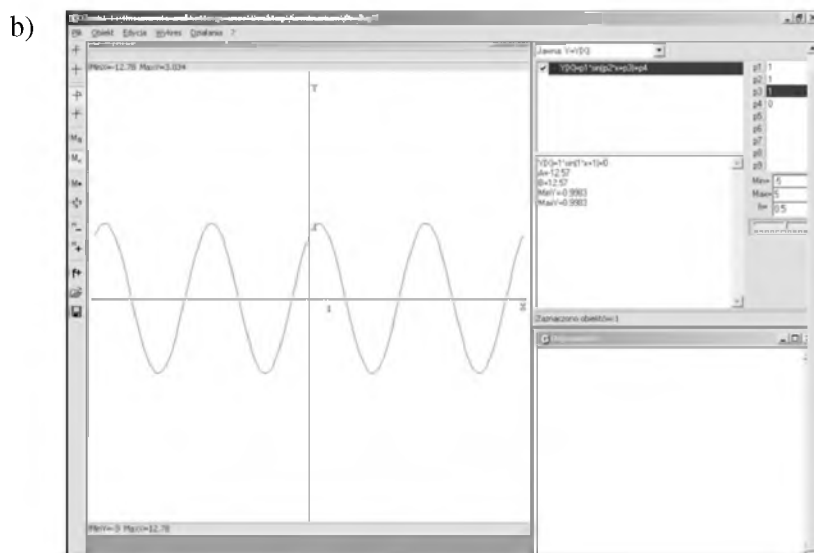 b)
Plik Obiekt Edycja Wykres Działania ?
MinX=-12.78 MaxY=3.034
Y
1
1
X
MinY=-3 MaxX=12.78
Jawna: Y=Y(X)
Y(X)=p1*sin(p2*x+p3)+p4
p1 1
p2 1
p3 1
p4 0
p5
p6
p7
p8
p9
Min= -5
Max= 5
h= 0.5
Y(X)=1*sin(1*x+1)+0
A=-12.57
B=12.57
MinY=-0.9983
MaxY=0.9983
Zaznaczono obiektów:1